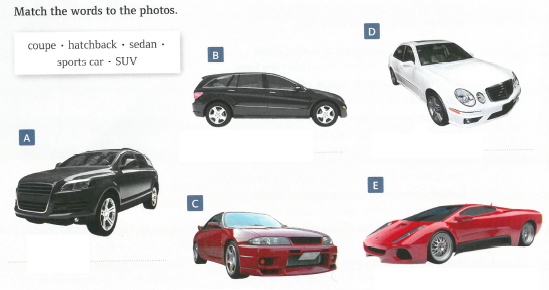 Match the words to the photos.
coupe · hatchback · sedan ·
sports car · SUV
A
B
C
D
E